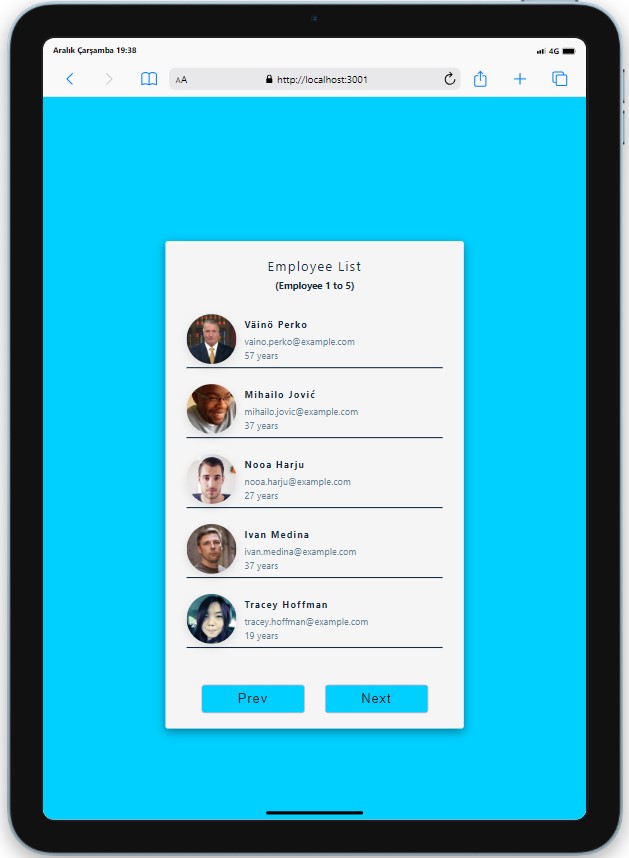 Aralık Çarşamba 19:38
4G
AA
http://localhost:3001
Employee List
(Employee 1 to 5)
Väinö Perko
vaino.perko@example.com
57 years
Mihailo Jović
mihailo.jovic@example.com
37 years
Nooa Harju
nooa.harju@example.com
27 years
Ivan Medina
ivan.medina@example.com
37 years
Tracey Hoffman
tracey.hoffman@example.com
19 years
Prev
Next